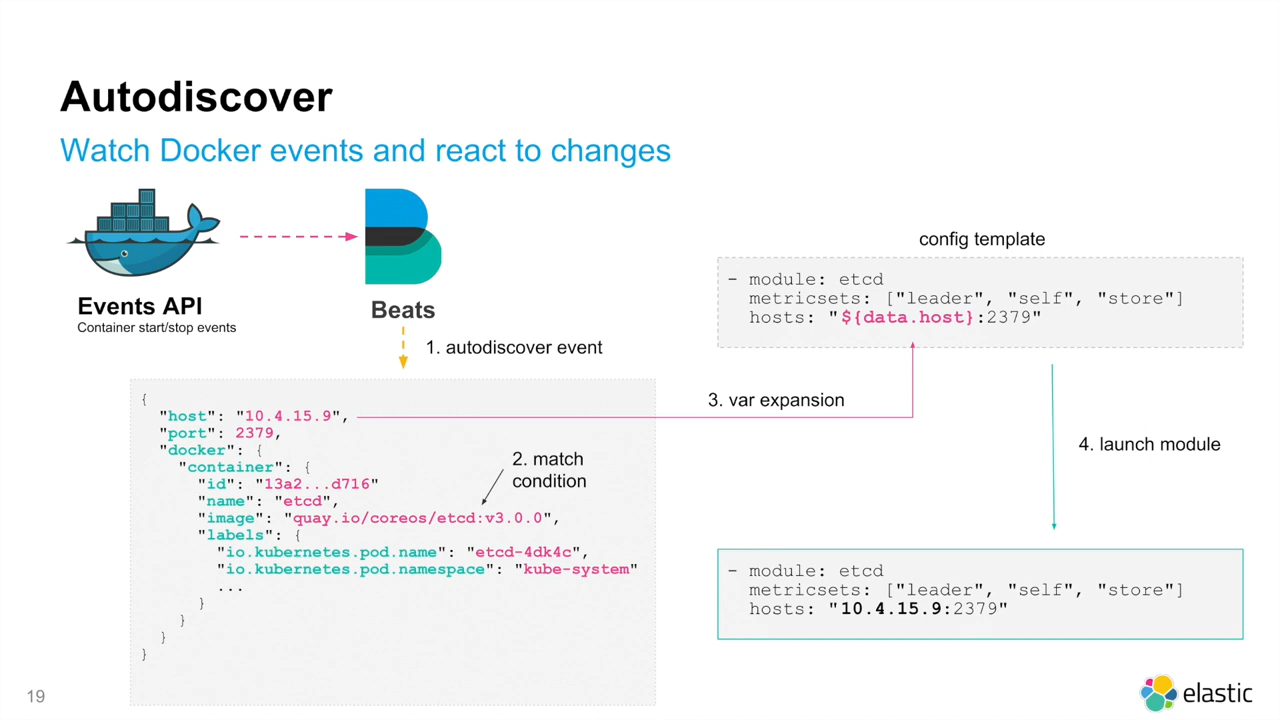 Autodiscover
Watch Docker events and react to changes
Events API
Container start/stop events
Beats
1. autodiscover event
{
"host": "10.4.15.9",
"port": 2379,
"docker": {
"container": {
"id": "13a2...d716"
"name": "etcd",
"image": "quay.io/coreos/etcd:v3.0.0",
"labels": {
"io.kubernetes.pod.name": "etcd-4dk4c",
"io.kubernetes.pod.namespace": "kube-system"
...
}
}
}
}
2. match
condition
3. var expansion
config template
- module: etcd
metricsets: ["leader", "self", "store"]
hosts: "${data.host}:2379"
4. launch module
- module: etcd
metricsets: ["leader", "self", "store"]
hosts: "10.4.15.9:2379"
19
elastic